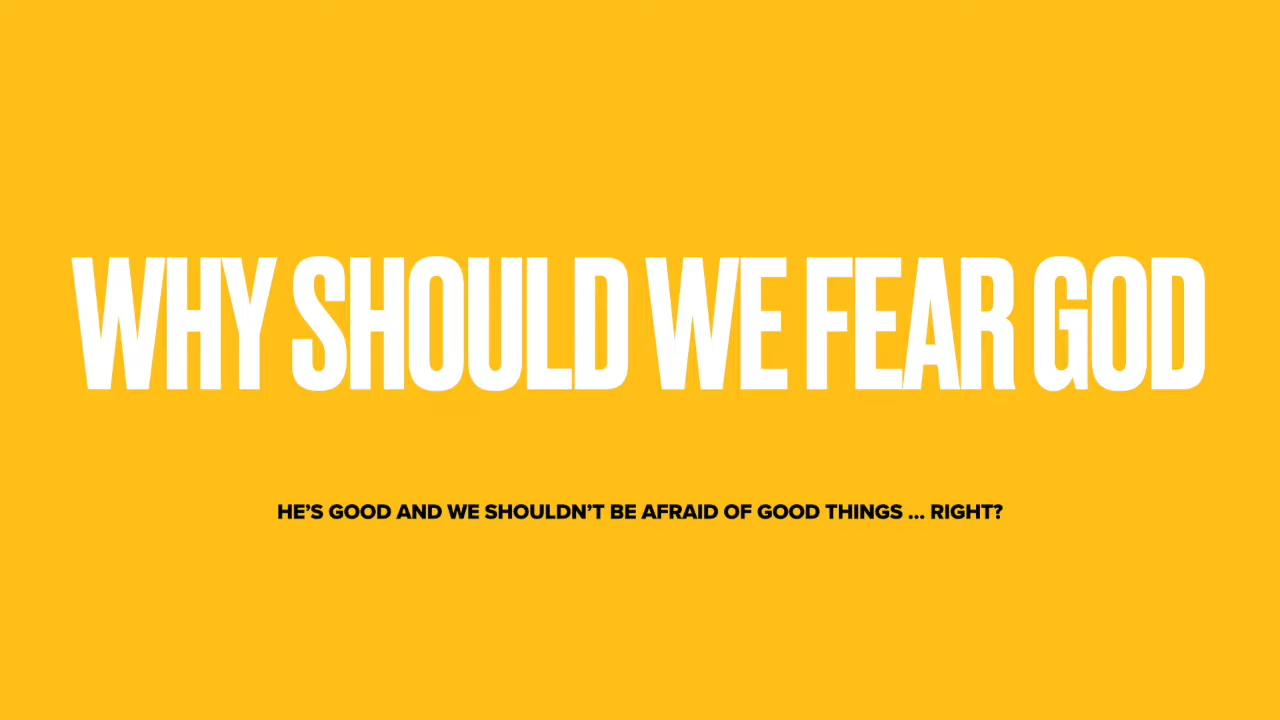 WHY SHOULD WE FEAR GOD
HE’S GOOD AND WE SHOULDN’T BE AFRAID OF GOOD THINGS ... RIGHT?